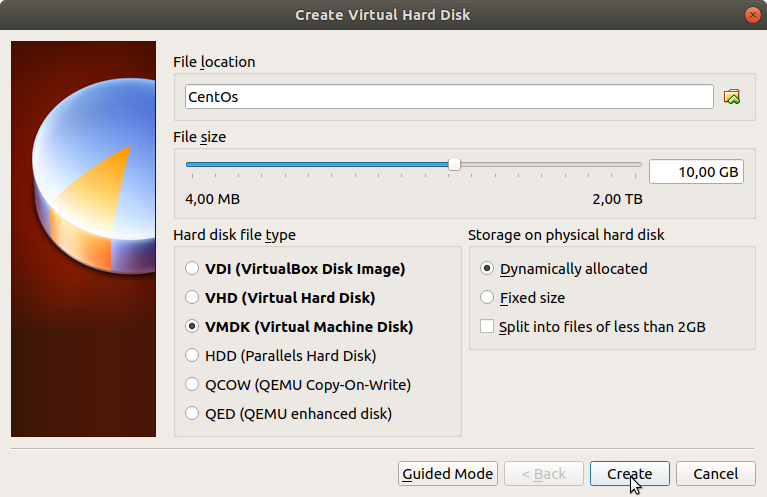 Create Virtual Hard Disk
File location
CentOs
File size
10,00 GB
4,00 MB
2,00 TB
Hard disk file type
VDI (VirtualBox Disk Image)
VHD (Virtual Hard Disk)
VMDK (Virtual Machine Disk)
HDD (Parallels Hard Disk)
QCOW (QEMU Copy-On-Write)
QED (QEMU enhanced disk)
Storage on physical hard disk
Dynamically allocated
Fixed size
Split into files of less than 2GB
Guided Mode
< Back
Create
Cancel